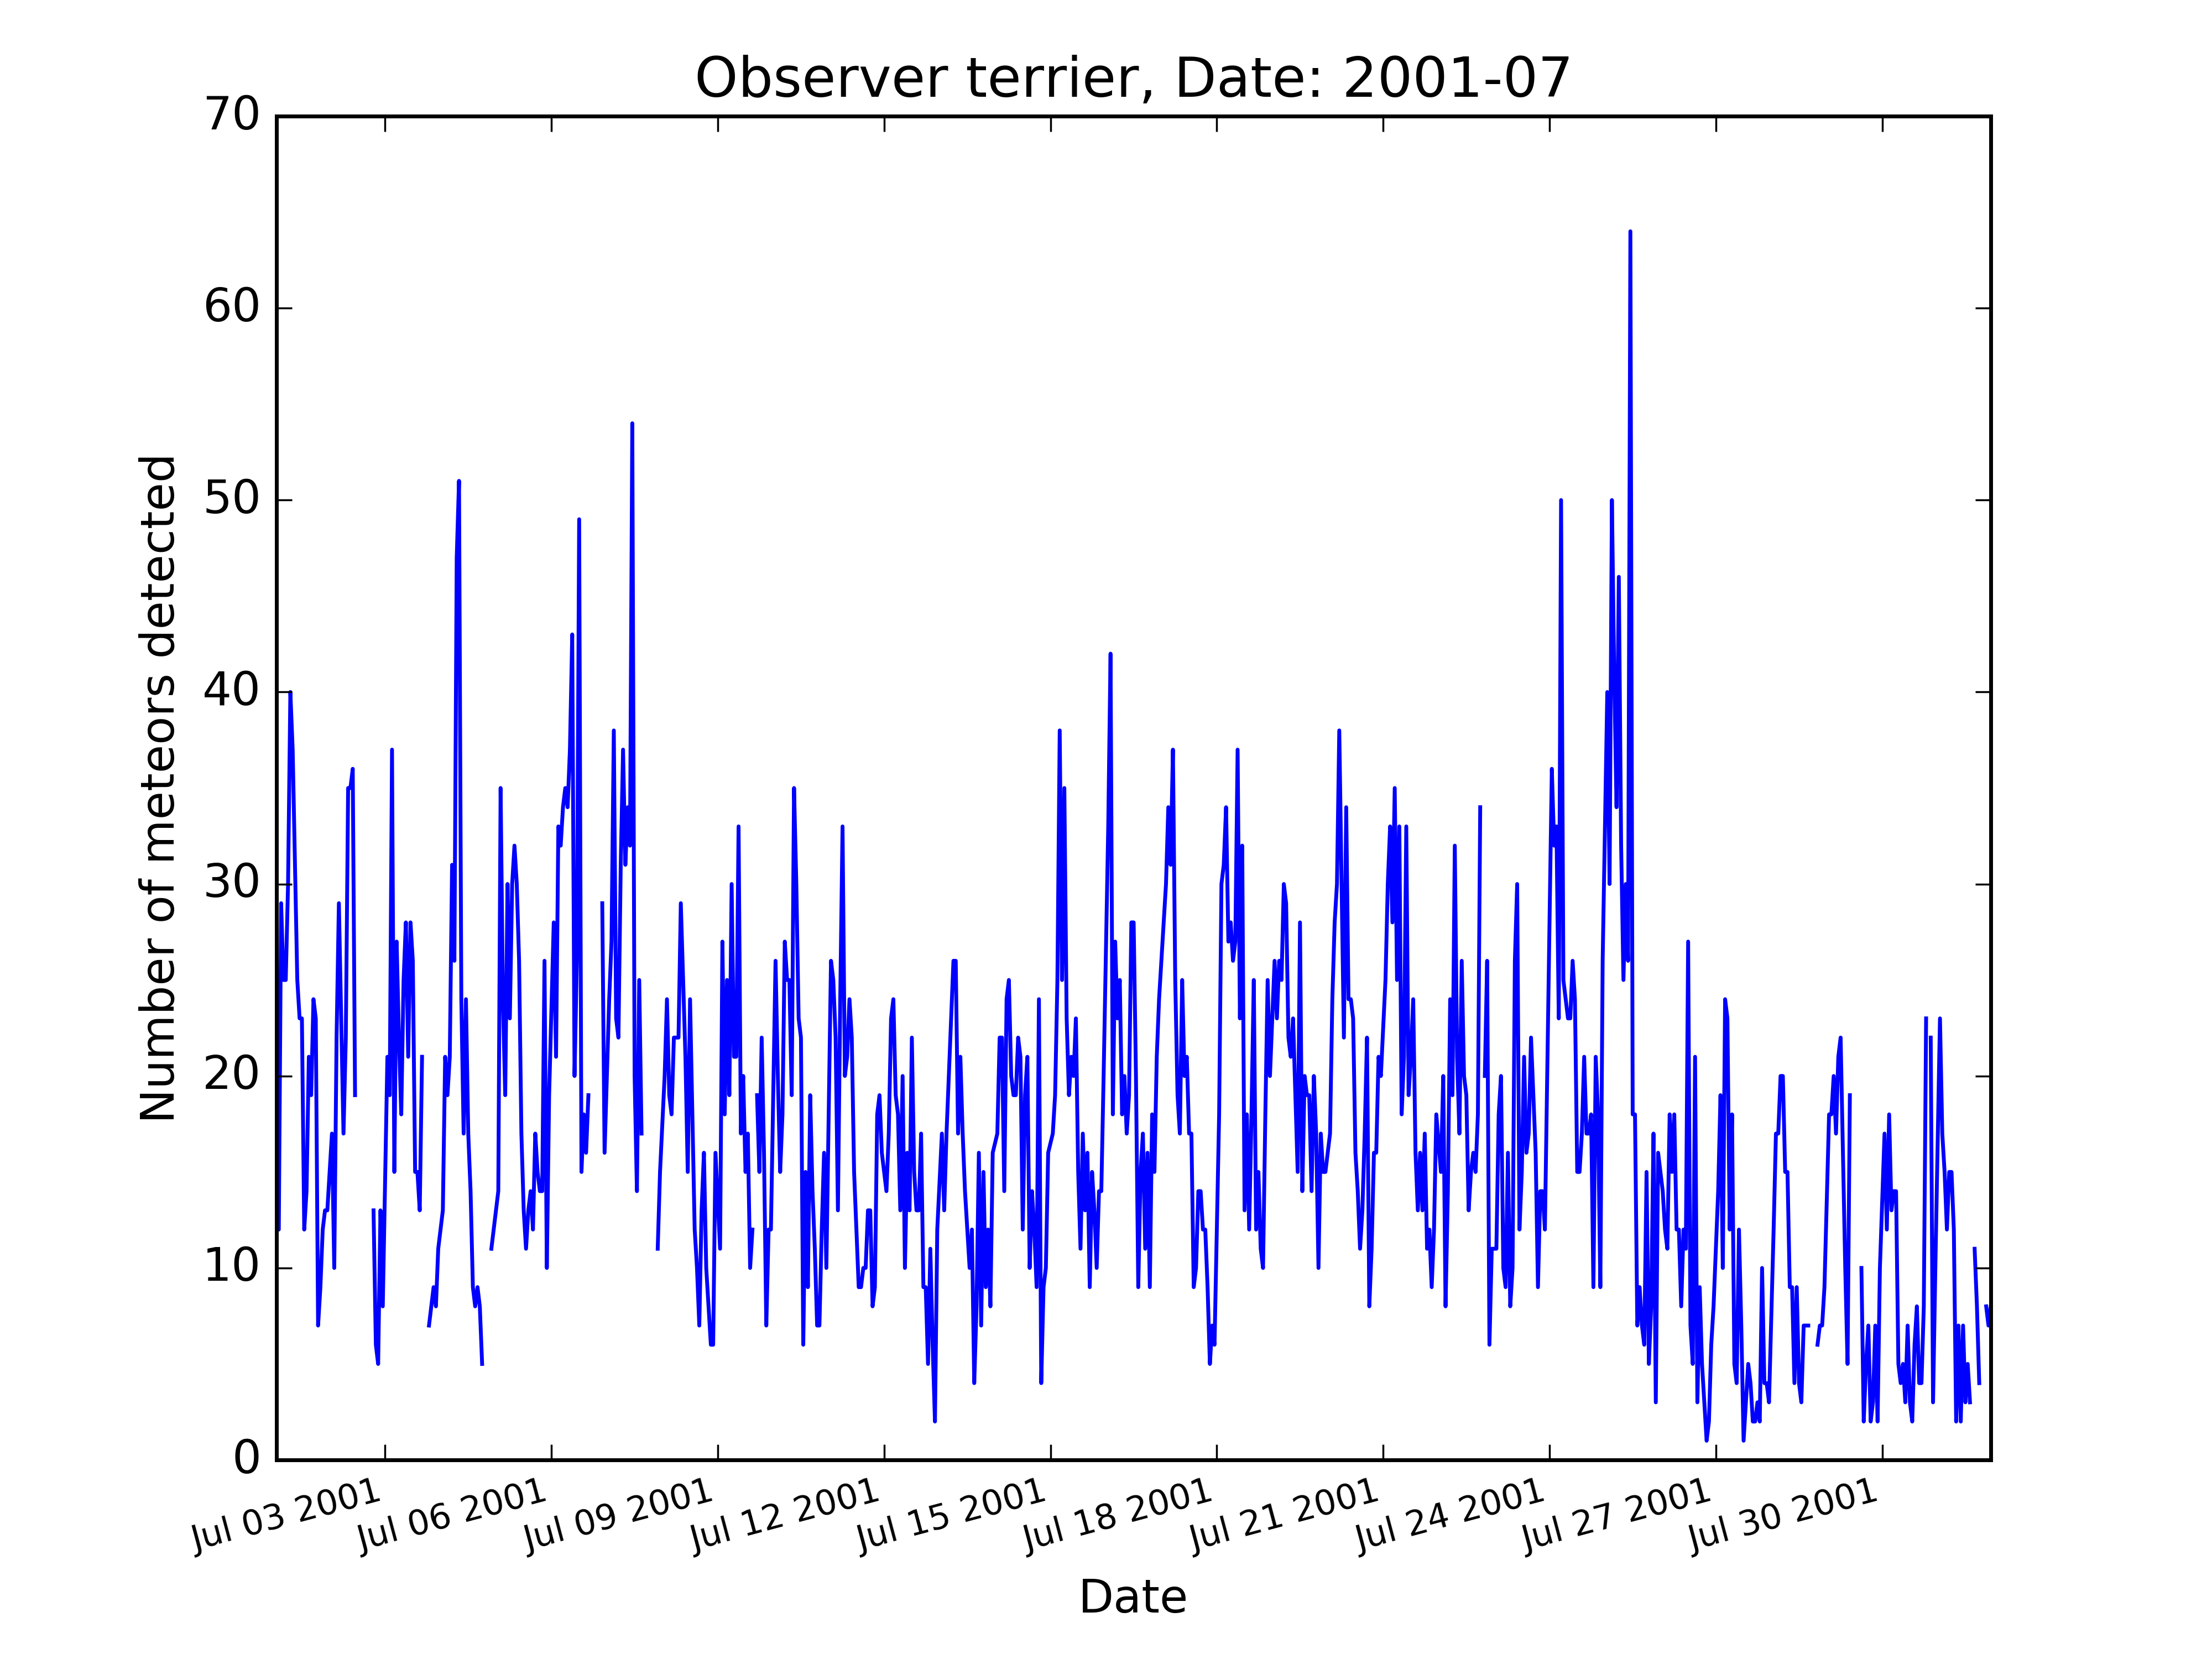 Observer terrier, Date: 2001-07
70
60
50
40
30
20
10
0
Number of meteors detected
Jul 03 2001
Jul 06 2001
Jul 09 2001
Jul 12 2001
Jul 15 2001
Jul 18 2001
Jul 21 2001
Jul 24 2001
Jul 27 2001
Jul 30 2001
Date